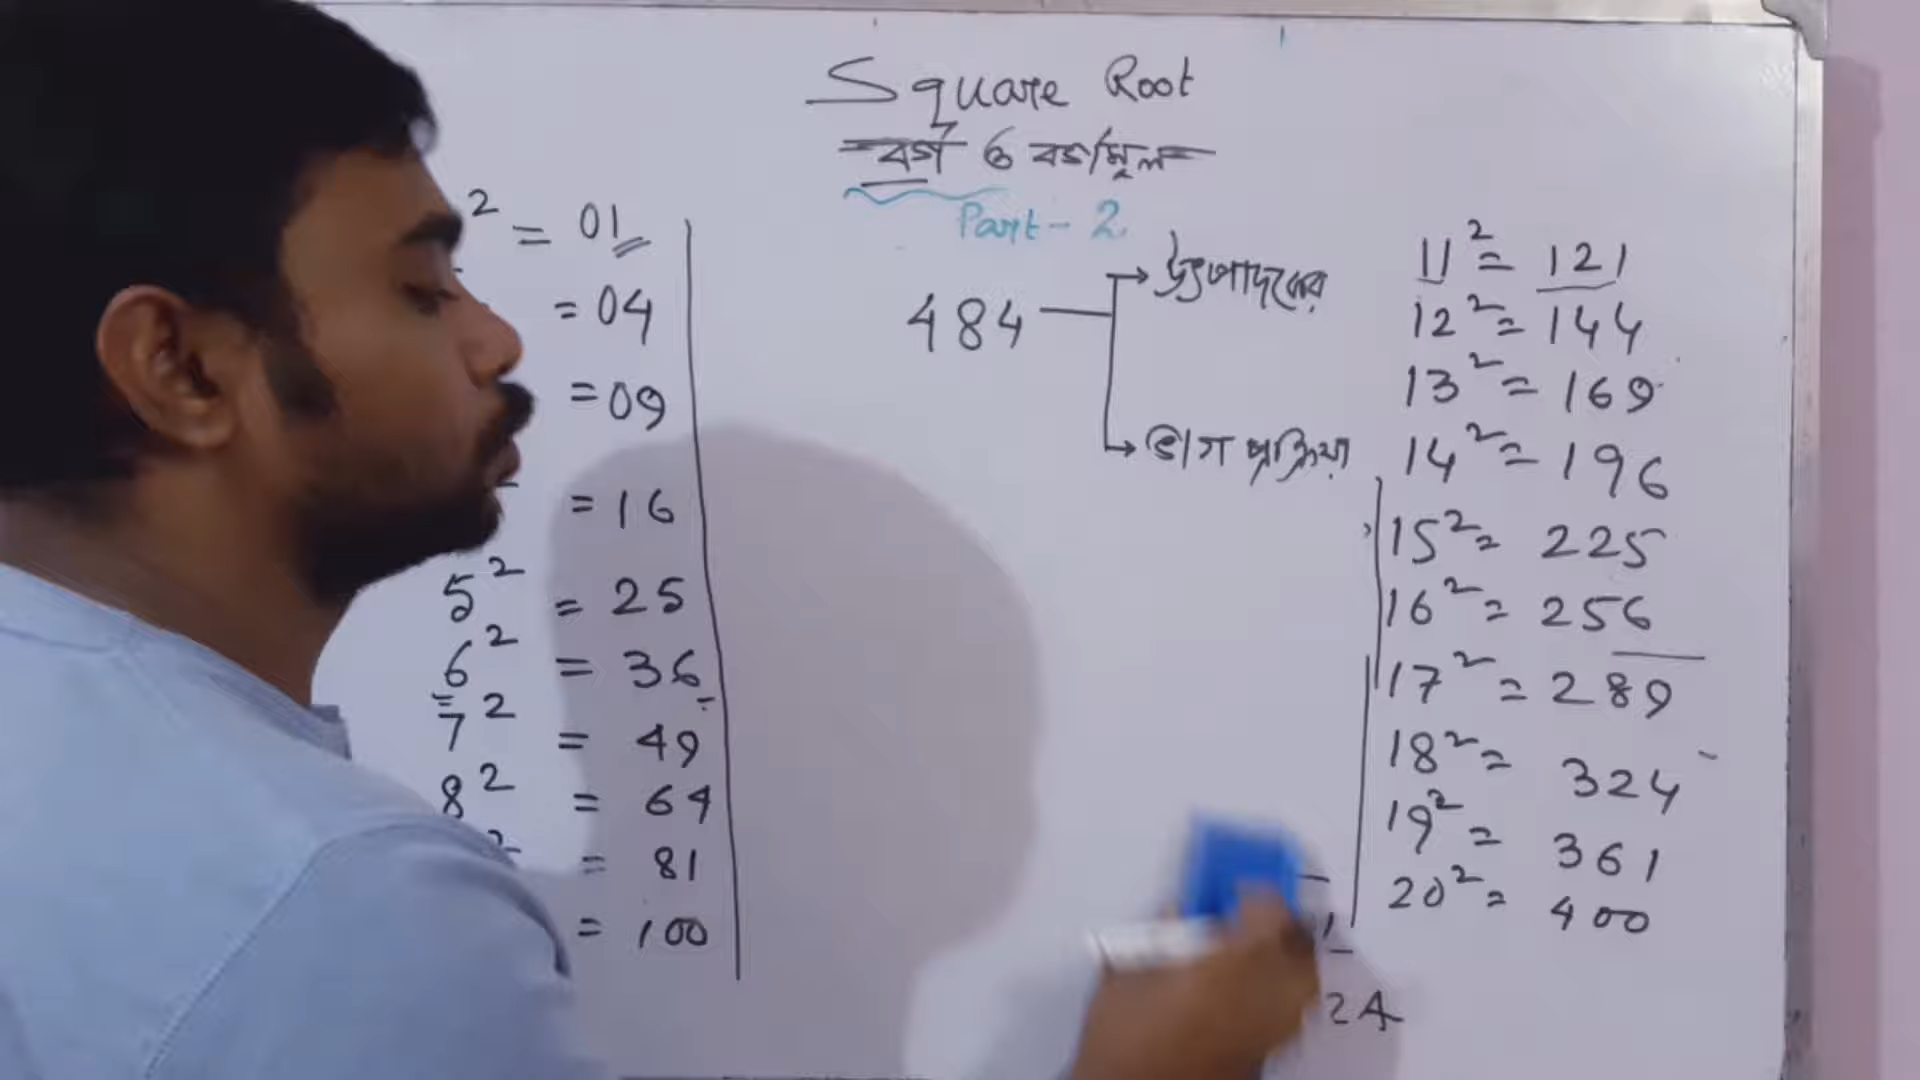 Square Root
বর্গ ও বর্গমূল
Part - 2
² = 01
= 04
= 09
= 16
5² = 25
6² = 36
7² = 49
8² = 64
² = 81
= 100
484
উৎপাদকের
ভাগ প্রক্রিয়া
11² = 121
12² = 144
13² = 169
14² = 196
15² = 225
16² = 256
17² = 289
18² = 324
19² = 361
20² = 400
24